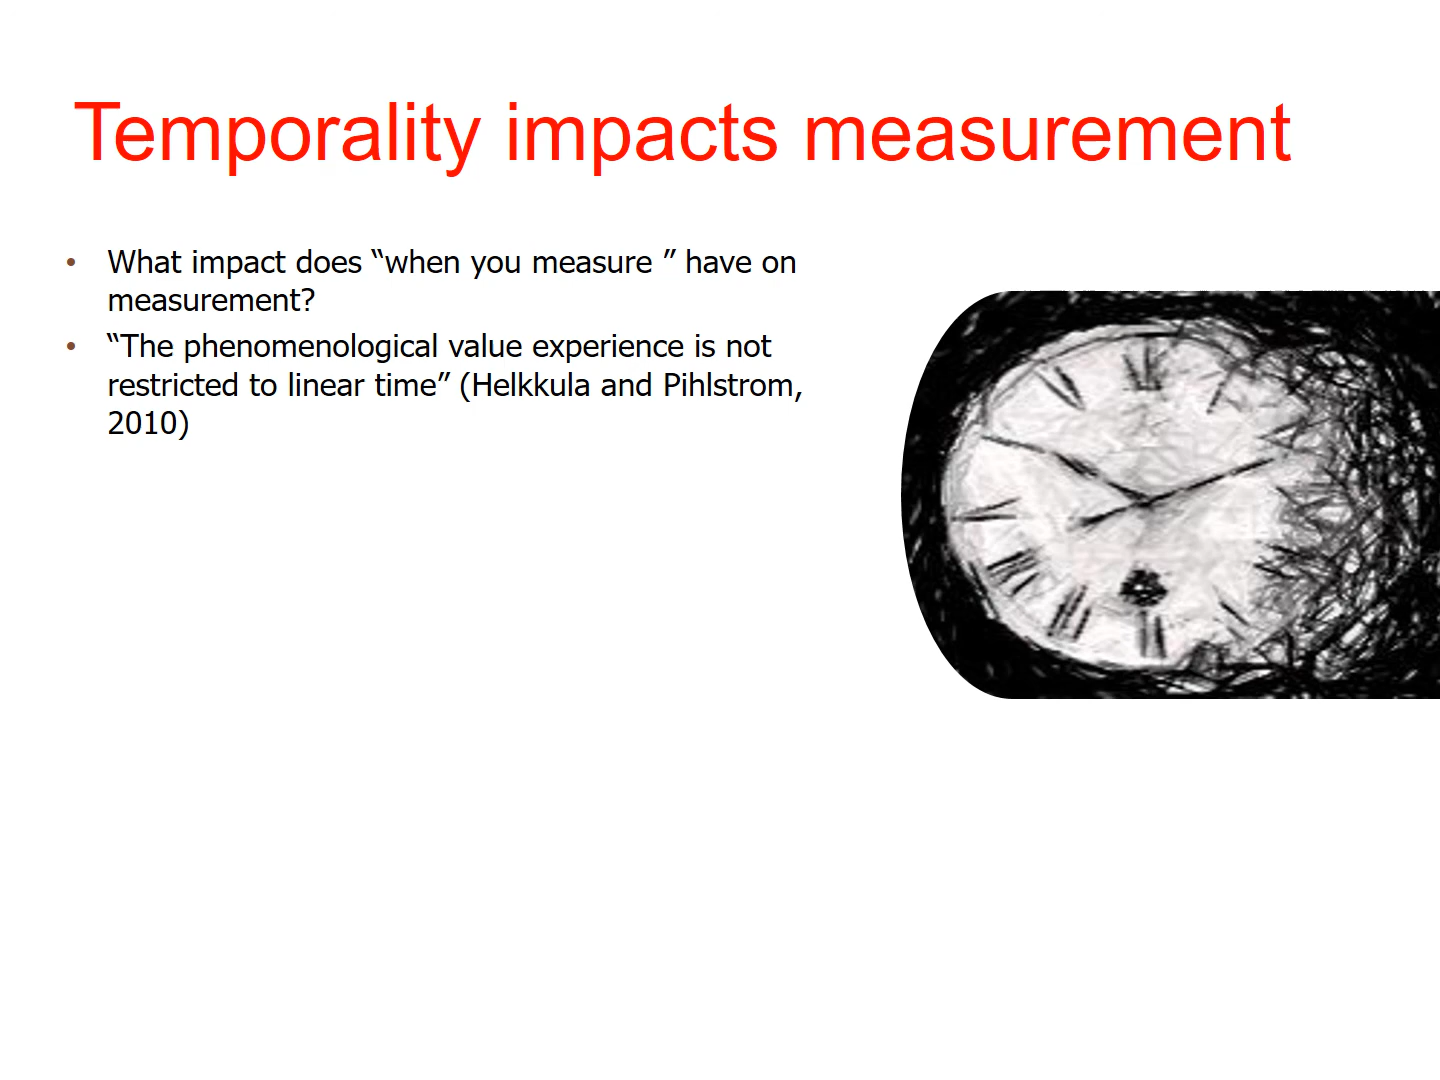 Temporality impacts measurement
• What impact does “when you measure ” have on
measurement?
• “The phenomenological value experience is not
restricted to linear time” (Helkkula and Pihlstrom,
2010)